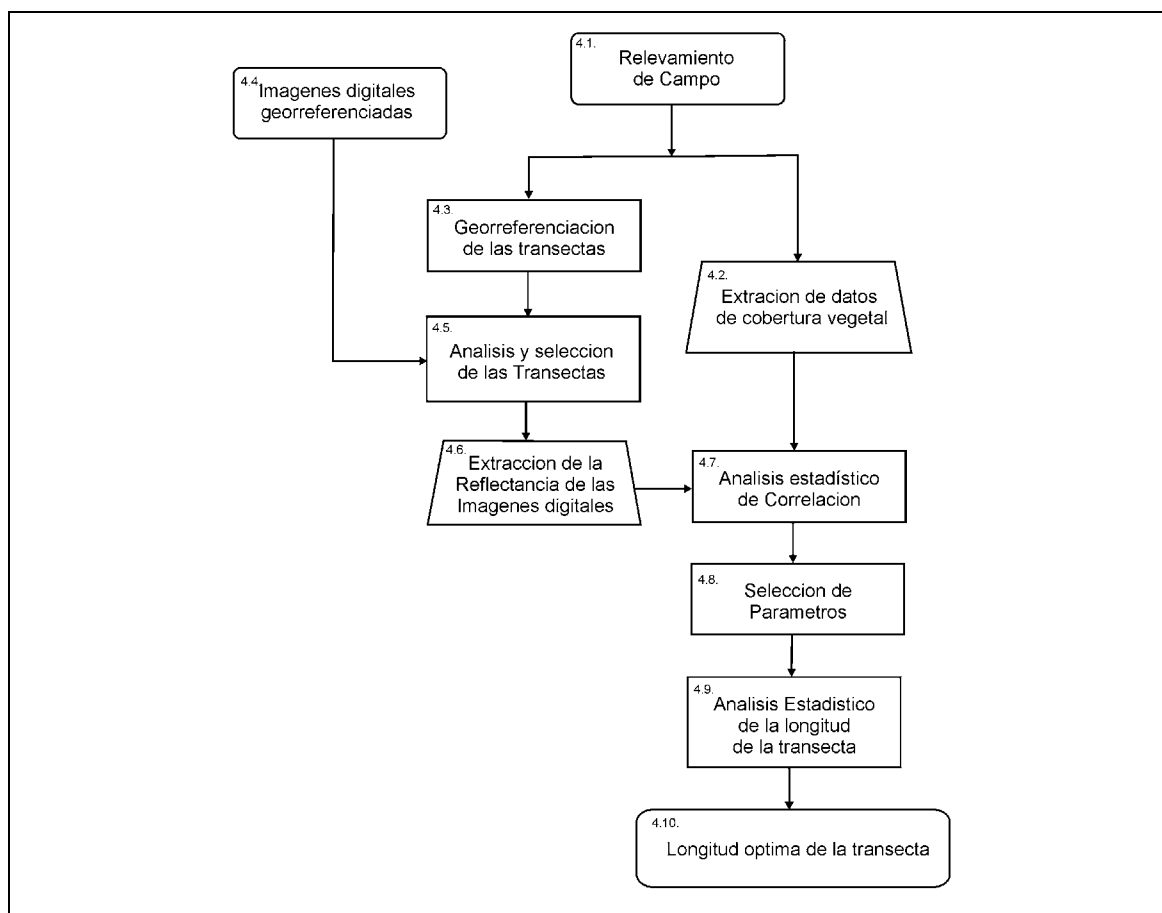 4.1.
Relevamiento
de Campo
4.4.
Imagenes digitales
georreferenciadas
4.3.
Georreferenciacion
de las transectas
4.2.
Extracion de datos
de cobertura vegetal
4.5.
Analisis y seleccion
de las Transectas
4.6.
Extraccion de la
Reflectancia de las
Imagenes digitales
4.7.
Analisis estadístico
de Correlacion
4.8.
Seleccion de
Parametros
4.9.
Analisis Estadistico
de la longitud
de la transecta
4.10.
Longitud optima de la transecta